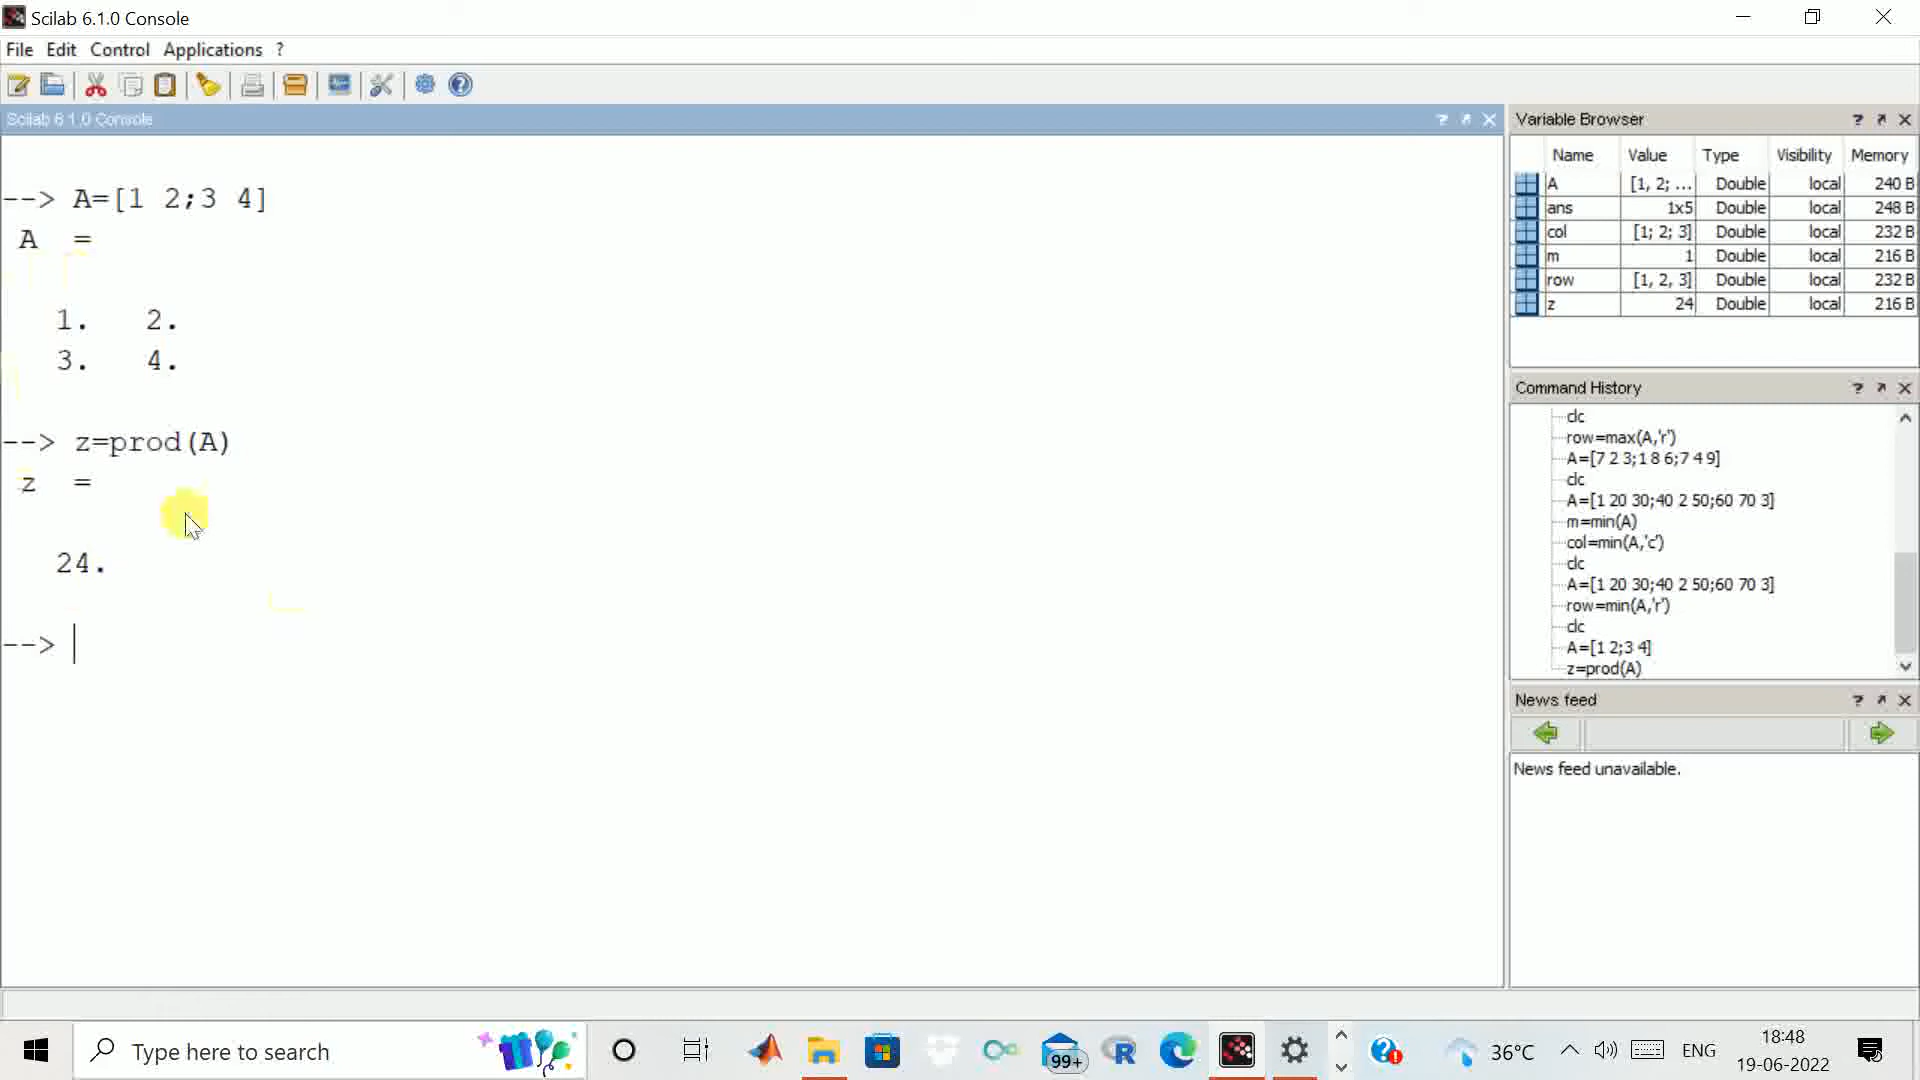 Scilab 6.1.0 Console
File Edit Control Applications ?
Scilab 6.1.0 Console
--> A=[1 2;3 4]
A =
1. 2.
3. 4.
--> z=prod(A)
z =
24.
-->
Variable Browser
Name Value Type Visibility Memory
A [1, 2; ... Double local 240 B
ans 1x5 Double local 248 B
col [1; 2; 3] Double local 232 B
m 1 Double local 216 B
row [1, 2, 3] Double local 232 B
z 24 Double local 216 B
Command History
clc
row=max(A,'r')
A=[7 2 3;1 8 6;7 4 9]
clc
A=[1 20 30;40 2 50;60 70 3]
m=min(A)
col=min(A,'c')
clc
A=[1 20 30;40 2 50;60 70 3]
row=min(A,'r')
clc
A=[1 2;3 4]
z=prod(A)
News feed
News feed unavailable.
Type here to search
99+
R
36°C
ENG
18:48
19-06-2022